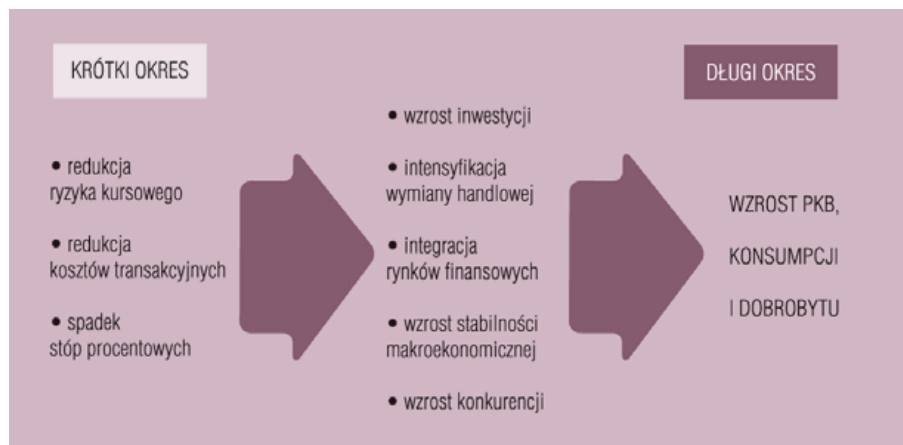 KRÓTKI OKRES
• redukcja
ryzyka kursowego
• redukcja
kosztów transakcyjnych
• spadek
stóp procentowych
• wzrost inwestycji
• intensyfikacja
wymiany handlowej
• integracja
rynków finansowych
• wzrost stabilności
makroekonomicznej
• wzrost konkurencji
DŁUGI OKRES
WZROST PKB,
KONSUMPCJI
I DOBROBYTU